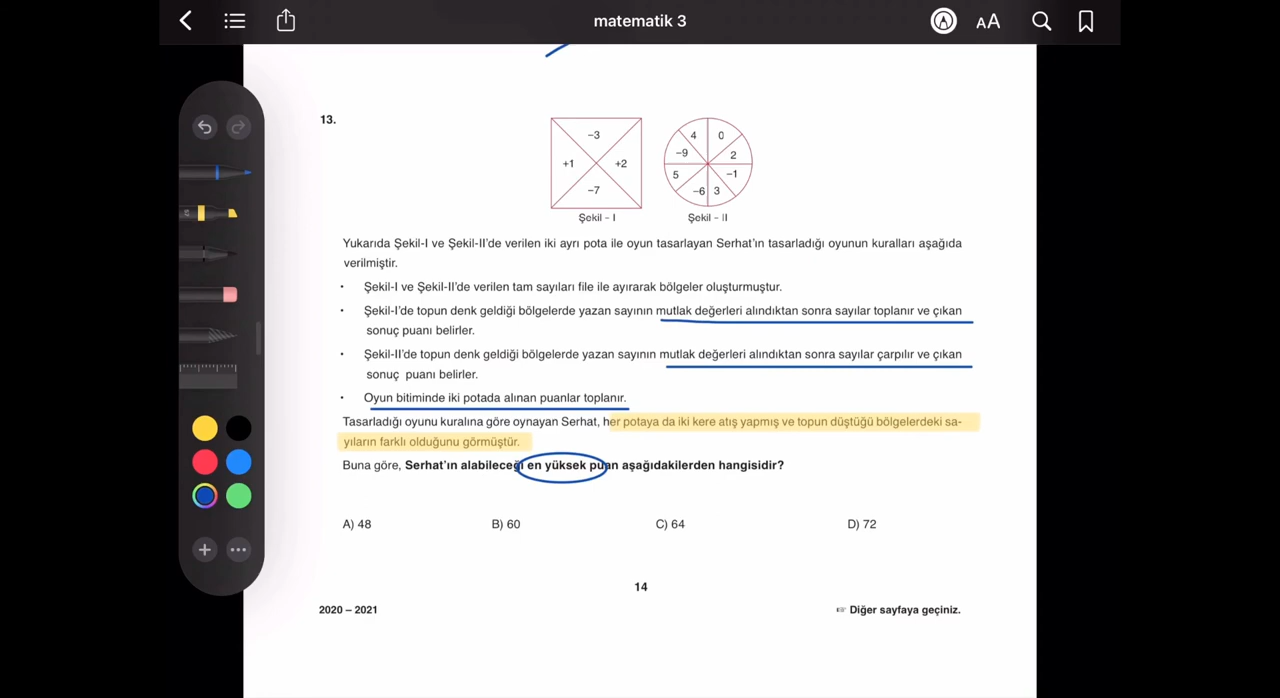 matematik 3
AA
13.
−3
+1
+2
−7
Şekil - I
4
0
−9
2
5
−1
−6
3
Şekil - II
Yukarıda Şekil-I ve Şekil-II'de verilen iki ayrı pota ile oyun tasarlayan Serhat'ın tasarladığı oyunun kuralları aşağıda
verilmiştir.
• Şekil-I ve Şekil-II'de verilen tam sayıları file ile ayırarak bölgeler oluşturmuştur.
• Şekil-I'de topun denk geldiği bölgelerde yazan sayının mutlak değerleri alındıktan sonra sayılar toplanır ve çıkan
sonuç puanı belirler.
• Şekil-II'de topun denk geldiği bölgelerde yazan sayının mutlak değerleri alındıktan sonra sayılar çarpılır ve çıkan
sonuç puanı belirler.
• Oyun bitiminde iki potada alınan puanlar toplanır.
Tasarladığı oyunu kuralına göre oynayan Serhat, her potaya da iki kere atış yapmış ve topun düştüğü bölgelerdeki sa-
yıların farklı olduğunu görmüştür.
Buna göre, Serhat'ın alabileceği en yüksek puan aşağıdakilerden hangisidir?
A) 48 B) 60 C) 64 D) 72
14
2020 – 2021
☞ Diğer sayfaya geçiniz.